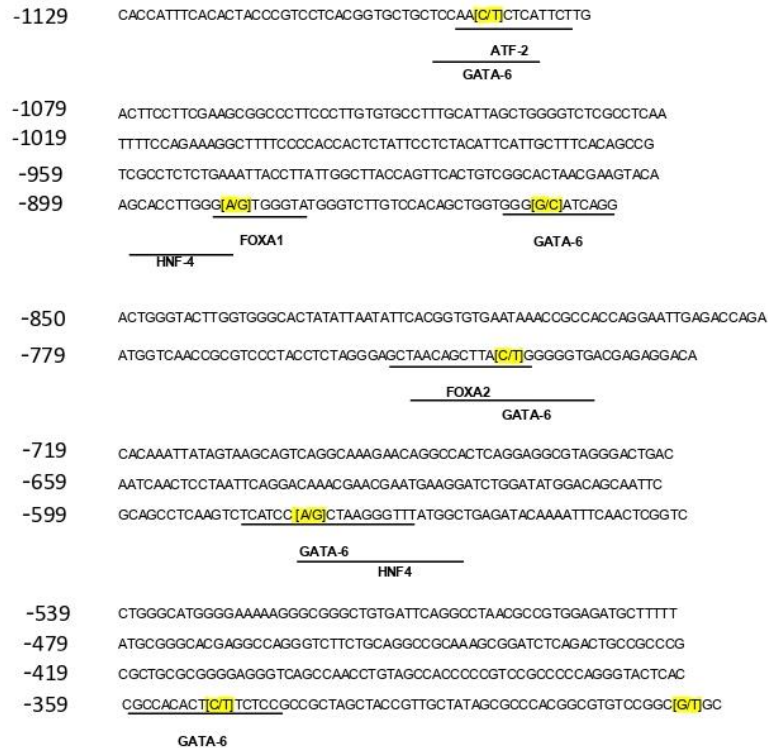 -1129 CACCATTTCACACTACCCGTCCTCACGGTGCTGCTCCAA[C/T]CTCATTCTTG
ATF-2
GATA-6
-1079 ACTTCCTTCGAAGCGGCCCTTCCCTTGTGTGCCTTTGCATTAGCTGGGGTCTCGCCTCAA
-1019 TTTTCCAGAAAGGCTTTTCCCCACCACTCTATTCCTCTACATTCATTGCTTTCACAGCCG
-959 TCGCCTCTCTGAAATTACCTTATTGGCTTACCAGTTCACTGTCGGCACTAACGAAGTACA
-899 AGCACCTTGGG[A/G]TGGGTATGGGTCTTGTCCACAGCTGGTGGG[G/C]ATCAGG
FOXA1 GATA-6
HNF-4
-850 ACTGGGTACTTGGTGGGCACTATATTAATATTCACGGTGTGAATAAACCGCCACCAGGAATTGAGACCAGA
-779 ATGGTCAACCGCGTCCCTACCTCTAGGGAGCTAACAGCTTA[C/T]GGGGGTGACGAGAGGACA
FOXA2
GATA-6
-719 CACAAATTATAGTAAGCAGTCAGGCAAAGAACAGGCCACTCAGGAGGCGTAGGGACTGAC
-659 AATCAACTCCTAATTCAGGACAAACGAACGAATGAAGGATCTGGATATGGACAGCAATTC
-599 GCAGCCTCAAGTCTCATCC[A/G]CTAAGGGTTTATGGCTGAGATACAAAATTTCAACTCGGTC
GATA-6
HNF4
-539 CTGGGCATGGGGAAAAAGGGCGGGCTGTGATTCAGGCCTAACGCCGTGGAGATGCTTTTT
-479 ATGCGGGCACGAGGCCAGGGTCTTCTGCAGGCCGCAAAGCGGATCTCAGACTGCCGCCCG
-419 CGCTGCGCGGGGAGGGTCAGCCAACCTGTAGCCACCCCCGTCCGCCCCCAGGGTACTCAC
-359 CGCCACACT[C/T]TCTCCGCCGCTAGCTACCGTTGCTATAGCGCCCACGGCGTGTCCGGC[G/T]GC
GATA-6